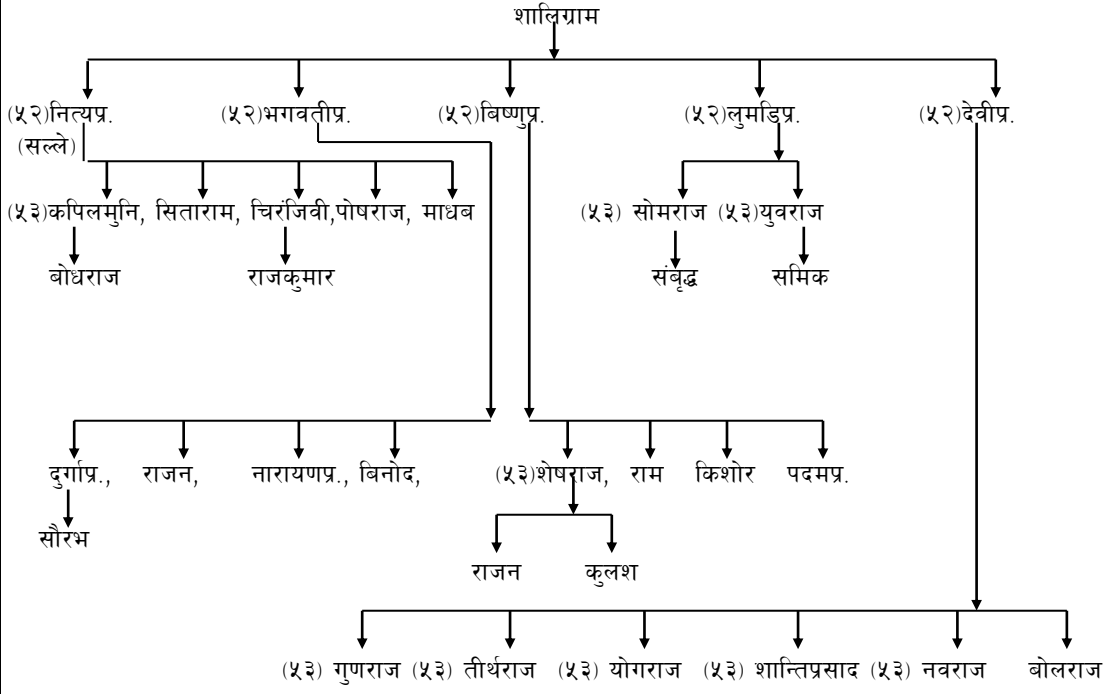 शालिग्राम
(५२)नित्यप्र. (५२)भगवतीप्र. (५२)बिष्णुप्र. (५२)लुमडिप्र. (५२)देवीप्र.
(सल्ले)
(५३)कपिलमुनि, सिताराम, चिरंजिवी,पोषराज, माधब (५३) सोमराज (५३)युवराज
बोधराज राजकुमार संबृद्ध समिक
दुर्गाप्र., राजन, नारायणप्र., बिनोद, (५३)शेषराज, राम किशोर पदमप्र.
सौरभ
राजन कुलश
(५३) गुणराज (५३) तीर्थराज (५३) योगराज (५३) शान्तिप्रसाद (५३) नवराज बोलराज